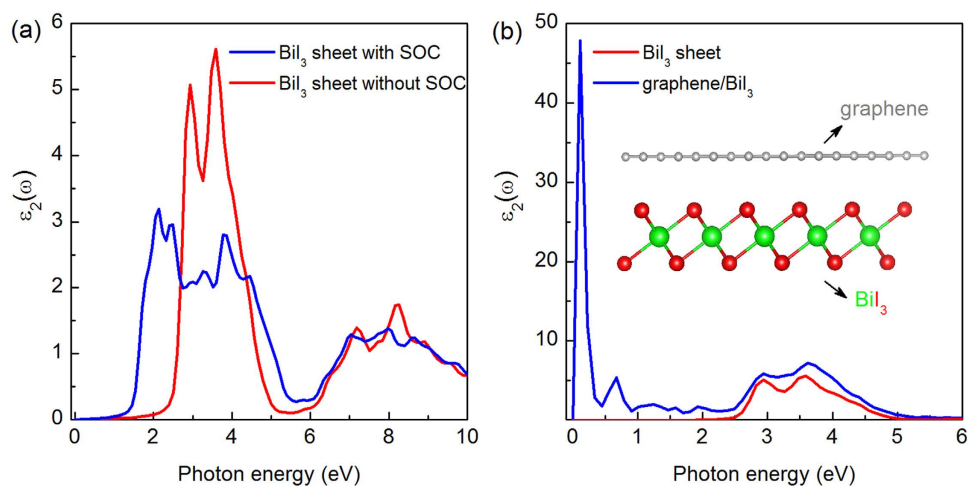 (a)
6
5
4
3
2
1
0
ε₂(ω)
BiI₃ sheet with SOC
BiI₃ sheet without SOC
0 2 4 6 8 10
Photon energy (eV)
(b)
50
40
30
20
10
ε₂(ω)
BiI₃ sheet
graphene/BiI₃
graphene
BiI₃
0 1 2 3 4 5 6
Photon energy (eV)